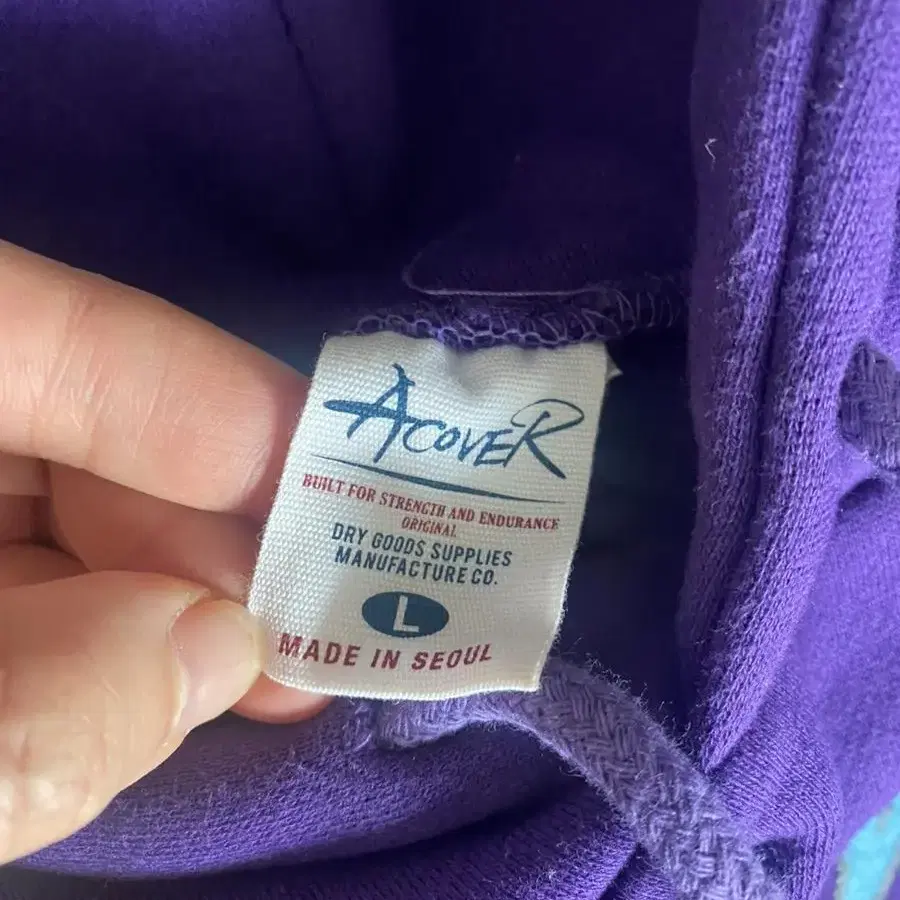 ACOVER
BUILT FOR STRENGTH AND ENDURANCE
ORIGINAL
DRY GOODS SUPPLIES
MANUFACTURE CO.
L
MADE IN SEOUL